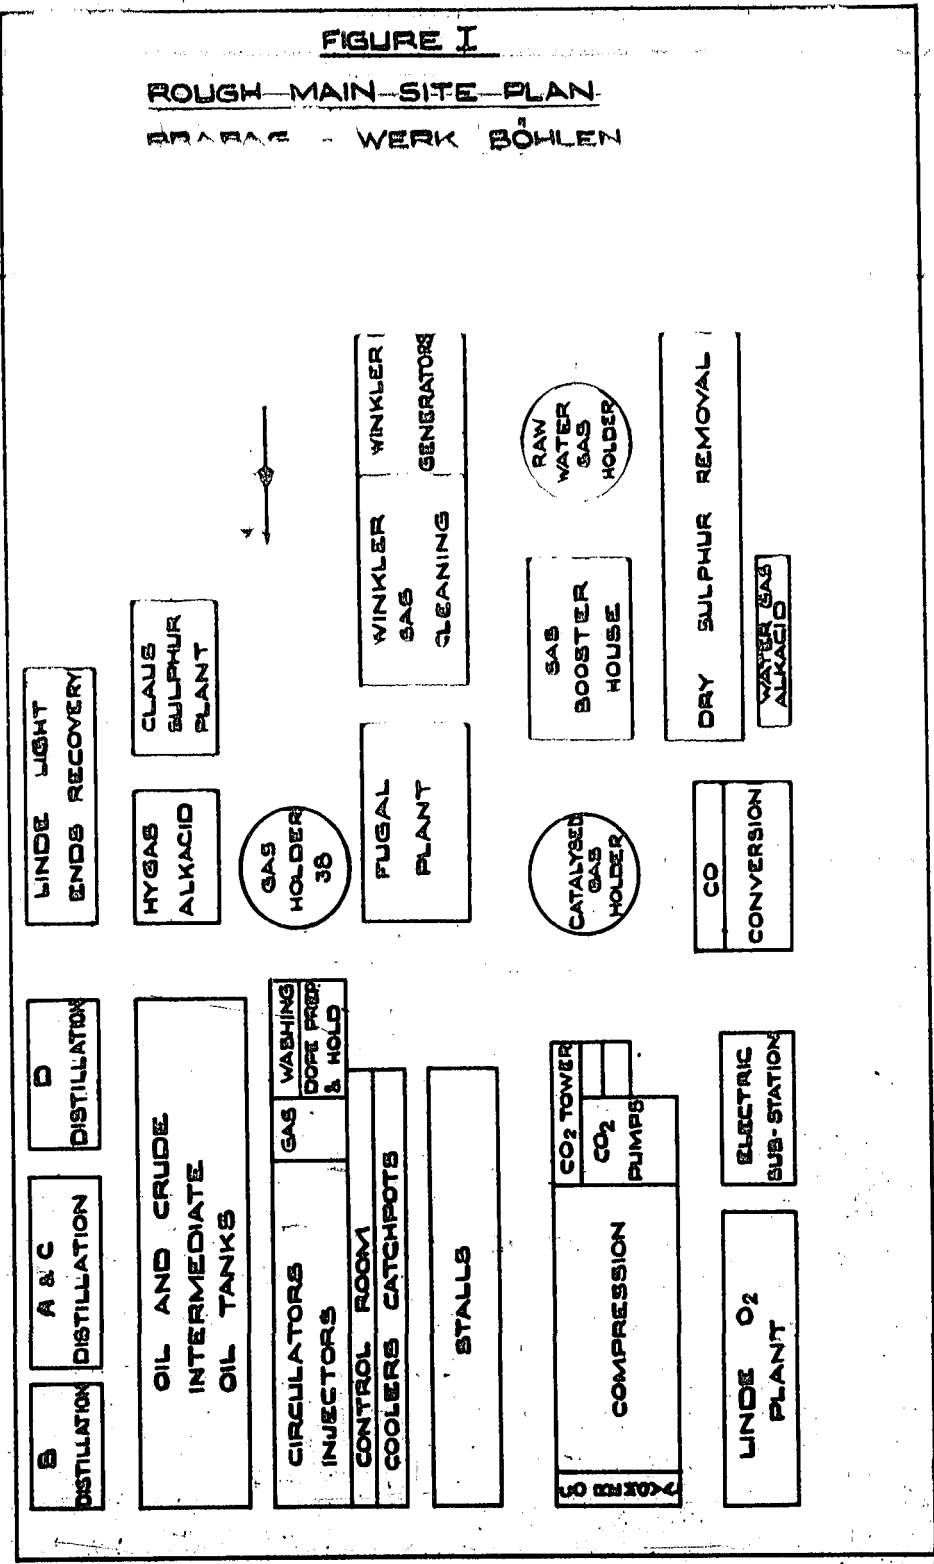 FIGURE I
ROUGH MAIN SITE PLAN
BRABAG - WERK BÖHLEN
LINDE LIGHT
ENDS RECOVERY
CLAUS
SULPHUR
PLANT
HYGAS
ALKACID
GAS
HOLDER
38
WINKLER
GENERATORS
WINKLER
GAS
CLEANING
FUGAL
PLANT
RAW
WATER
GAS
HOLDER
GAS
BOOSTER
HOUSE
CATALYSED
GAS
HOLDER
DRY SULPHUR REMOVAL
WATER GAS
ALKACID
CO
CONVERSION
D
DISTILLATION
A & C
DISTILLATION
B
DISTILLATION
OIL AND CRUDE
INTERMEDIATE
OIL TANKS
GAS WASHING
DOPE PREP.
& HOLD
CIRCULATORS
INJECTORS
CONTROL ROOM
COOLERS CATCHPOTS
STALLS
CO2 TOWER
CO2
PUMPS
COMPRESSION
ELECTRIC
SUB-STATION
LINDE O2
PLANT